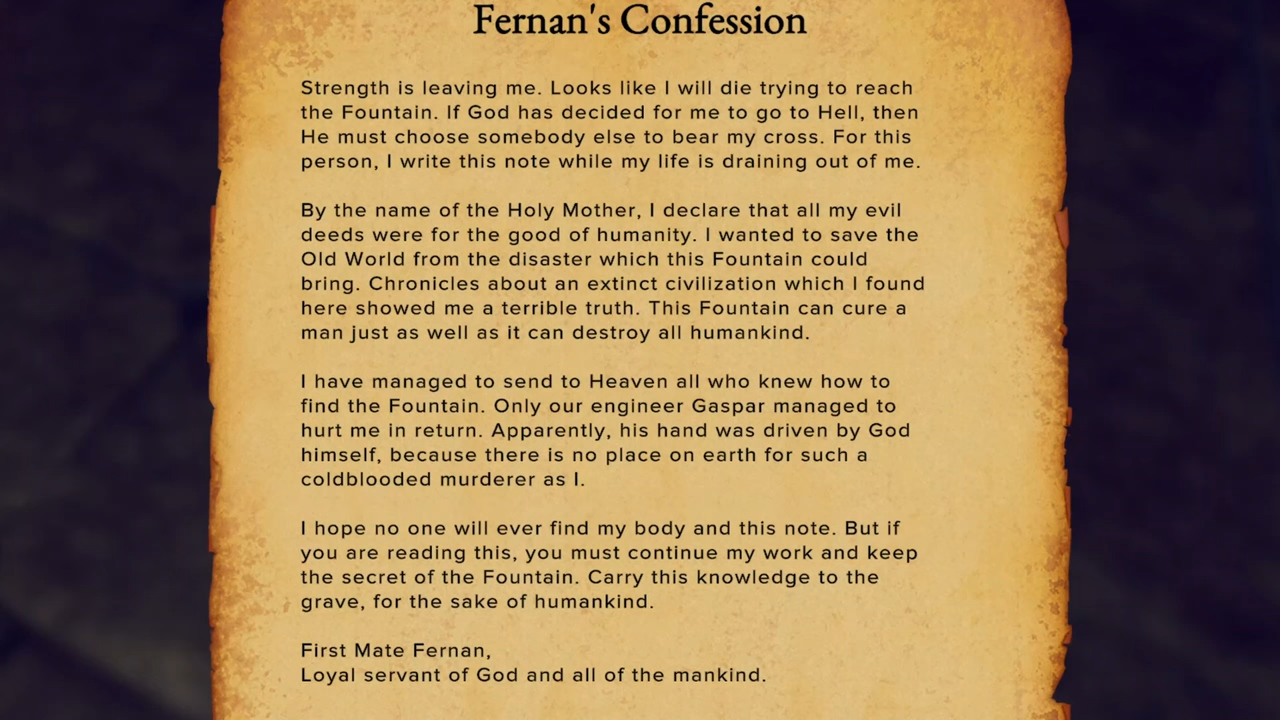 Fernan's Confession
Strength is leaving me. Looks like I will die trying to reach
the Fountain. If God has decided for me to go to Hell, then
He must choose somebody else to bear my cross. For this
person, I write this note while my life is draining out of me.
By the name of the Holy Mother, I declare that all my evil
deeds were for the good of humanity. I wanted to save the
Old World from the disaster which this Fountain could
bring. Chronicles about an extinct civilization which I found
here showed me a terrible truth. This Fountain can cure a
man just as well as it can destroy all humankind.
I have managed to send to Heaven all who knew how to
find the Fountain. Only our engineer Gaspar managed to
hurt me in return. Apparently, his hand was driven by God
himself, because there is no place on earth for such a
coldblooded murderer as I.
I hope no one will ever find my body and this note. But if
you are reading this, you must continue my work and keep
the secret of the Fountain. Carry this knowledge to the
grave, for the sake of humankind.
First Mate Fernan,
Loyal servant of God and all of the mankind.